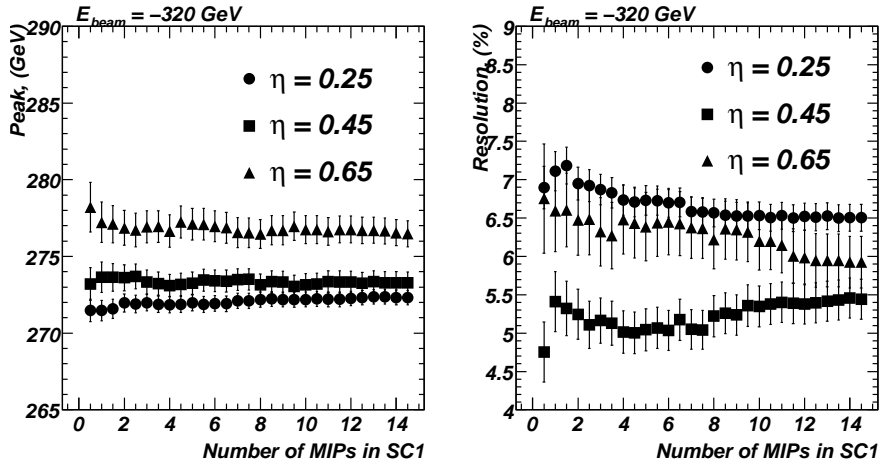 E_beam = –320 GeV
Peak, (GeV)
290
285
280
275
270
265
η = 0.25
η = 0.45
η = 0.65
0 2 4 6 8 10 12 14
Number of MIPs in SC1
E_beam = –320 GeV
Resolution, (%)
9
8.5
8
7.5
7
6.5
6
5.5
5
4.5
4
η = 0.25
η = 0.45
η = 0.65
0 2 4 6 8 10 12 14
Number of MIPs in SC1